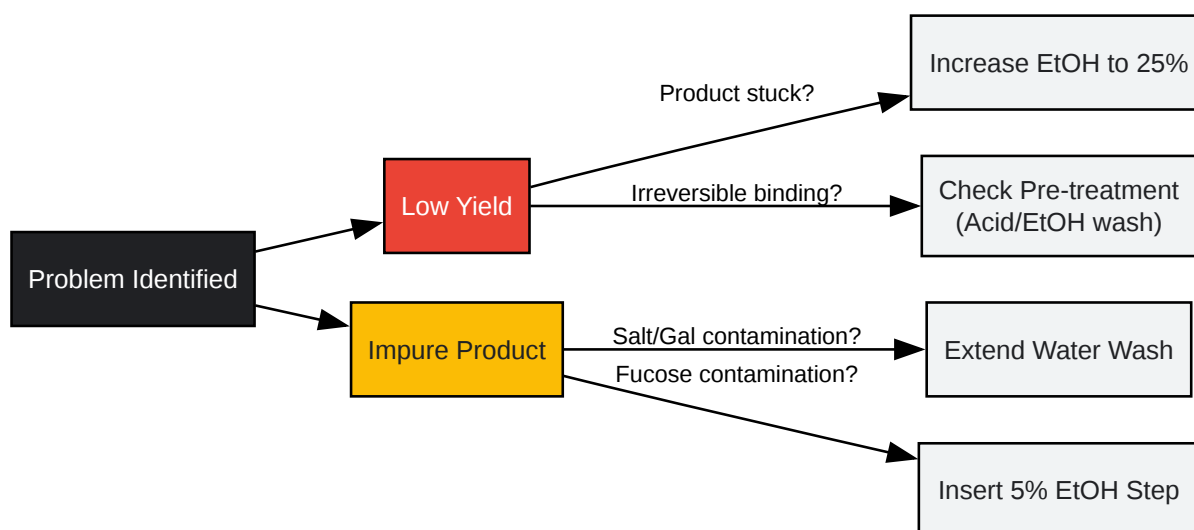 Problem Identified
Low Yield
Impure Product
Product stuck?
Irreversible binding?
Salt/Gal contamination?
Fucose contamination?
Increase EtOH to 25%
Check Pre-treatment
(Acid/EtOH wash)
Extend Water Wash
Insert 5% EtOH Step